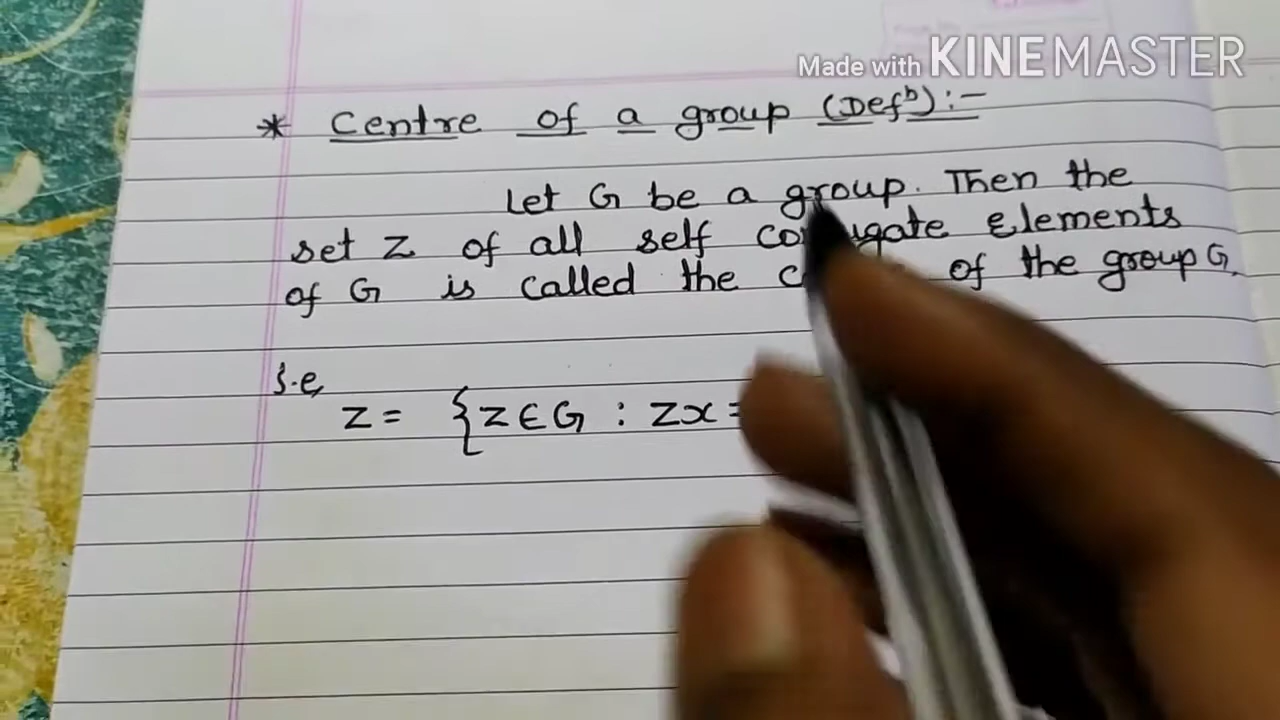 Made with KINEMASTER
* Centre of a group (Defn):-
Let G be a group. Then the
set Z of all self elements
of G is called the of the group G.
i.e,
Z = {Z ∈ G : Zx =